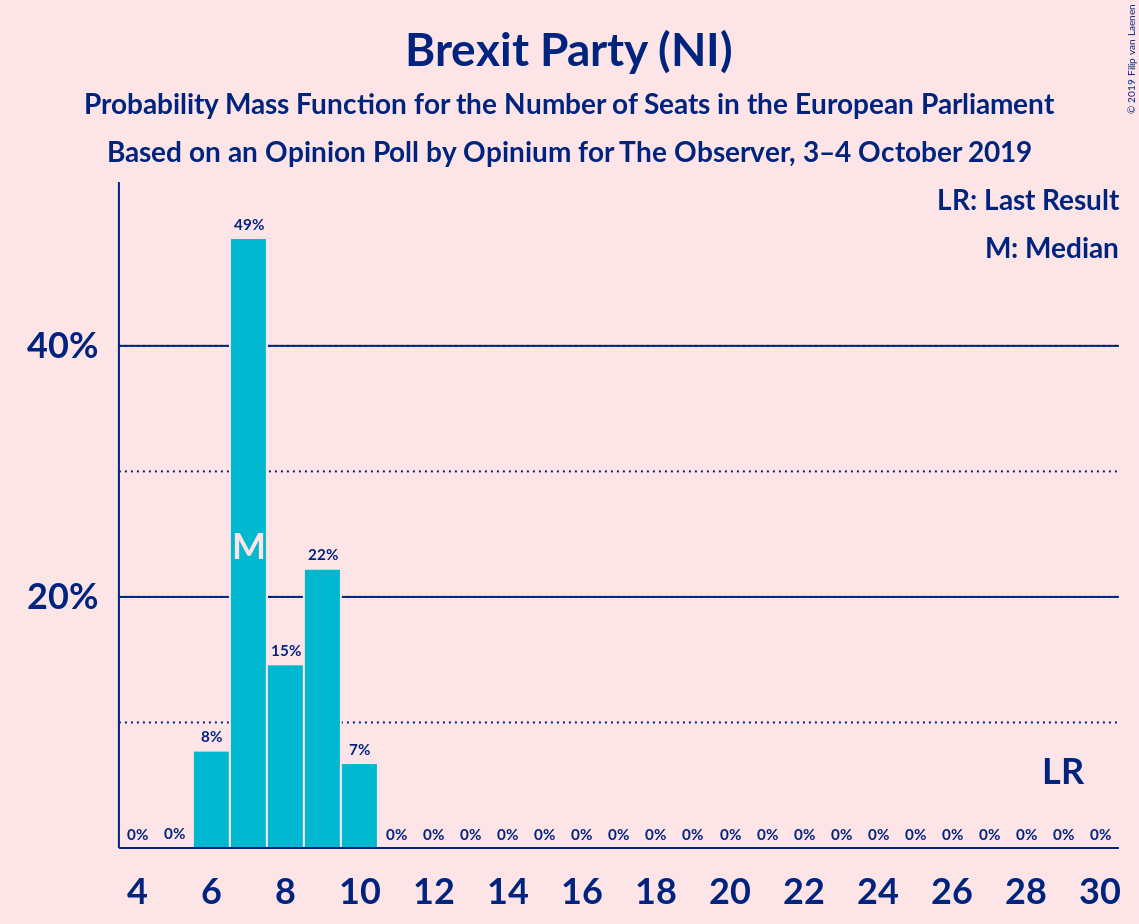 Brexit Party (NI)
Probability Mass Function for the Number of Seats in the European Parliament
Based on an Opinion Poll by Opinium for The Observer, 3–4 October 2019
© 2019 Filip van Laenen
LR: Last Result
M: Median
49%
40%
M
22%
20%
15%
8%
7%
LR
0% 0% 0% 0% 0% 0% 0% 0% 0% 0% 0% 0% 0% 0% 0% 0% 0% 0% 0% 0% 0% 0%
4 6 8 10 12 14 16 18 20 22 24 26 28 30